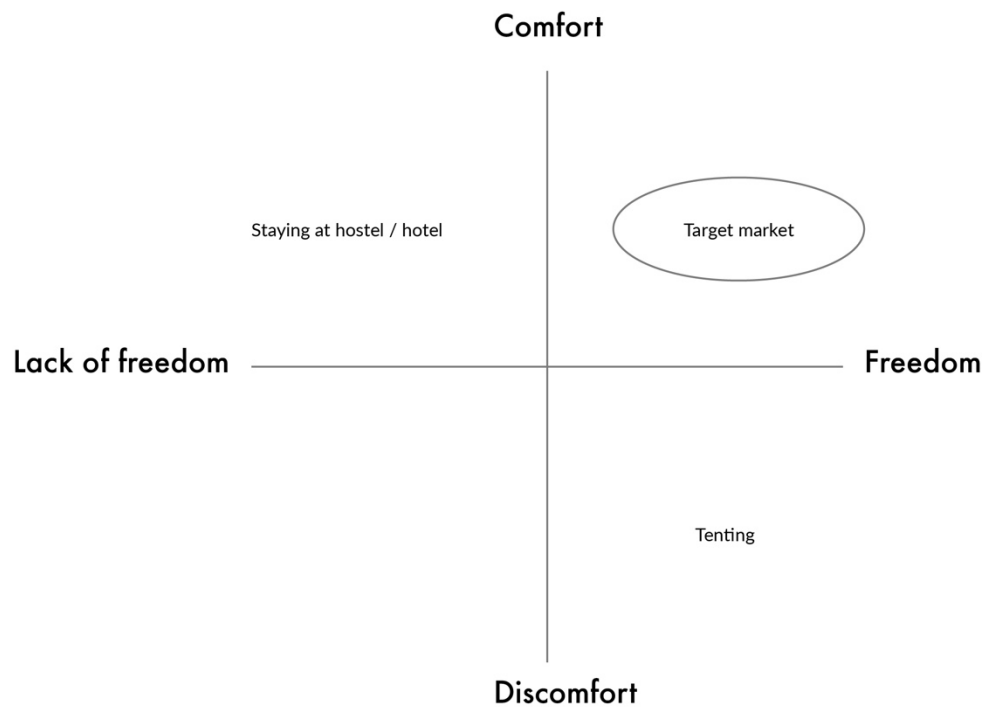 Comfort
Staying at hostel / hotel
Target market
Lack of freedom
Freedom
Tenting
Discomfort